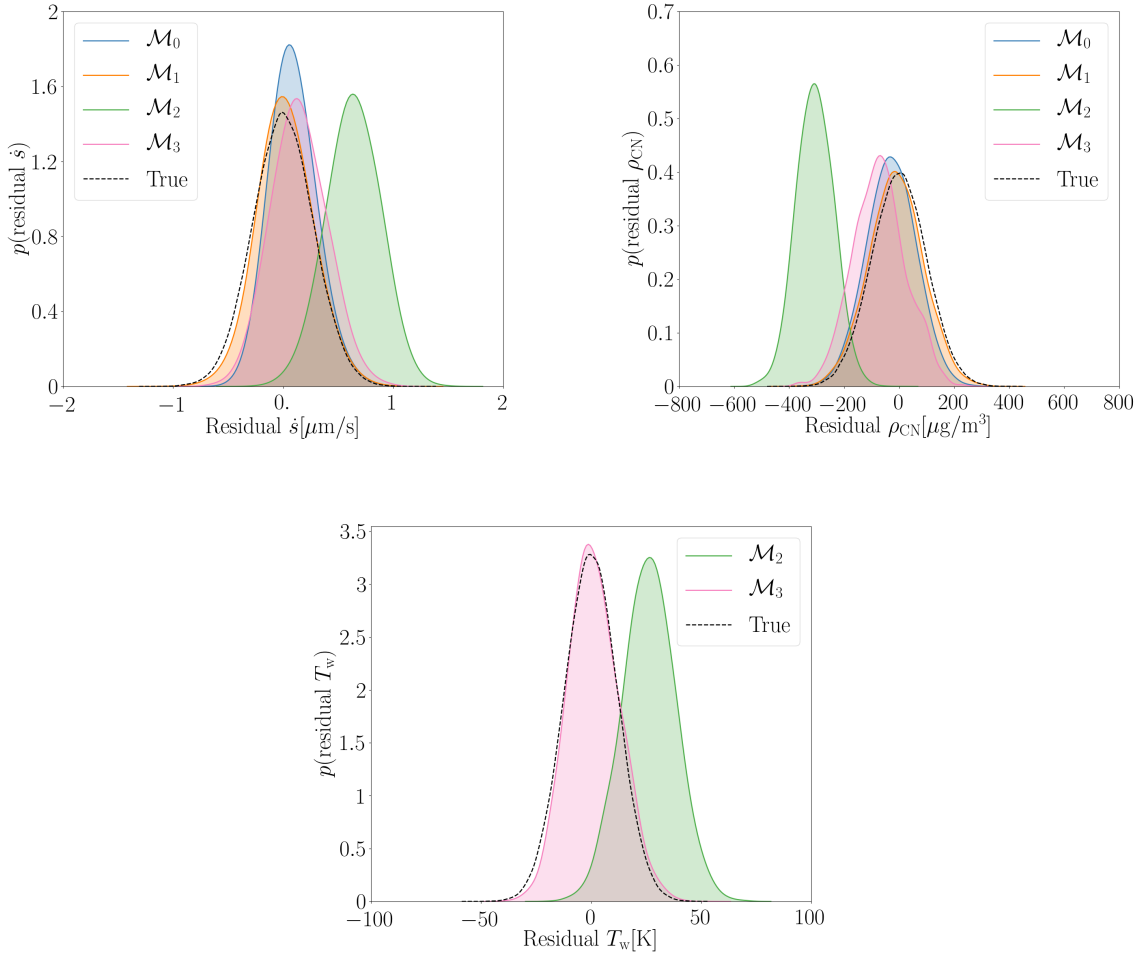 2
1.6
1.2
0.8
0.4
0
−2
−1
0.
1
2
p(residual ṡ)
Residual ṡ[μm/s]
ℳ₀
ℳ₁
ℳ₂
ℳ₃
True
0.7
0.6
0.5
0.4
0.3
0.2
0.1
0
−800
−600
−400
−200
0
200
400
600
800
p(residual ρ_CN)
Residual ρ_CN[μg/m³]
ℳ₀
ℳ₁
ℳ₂
ℳ₃
True
3.5
3
2.5
2
1.5
1
0.5
0
−100
−50
0
50
100
p(residual T_w)
Residual T_w[K]
ℳ₂
ℳ₃
True